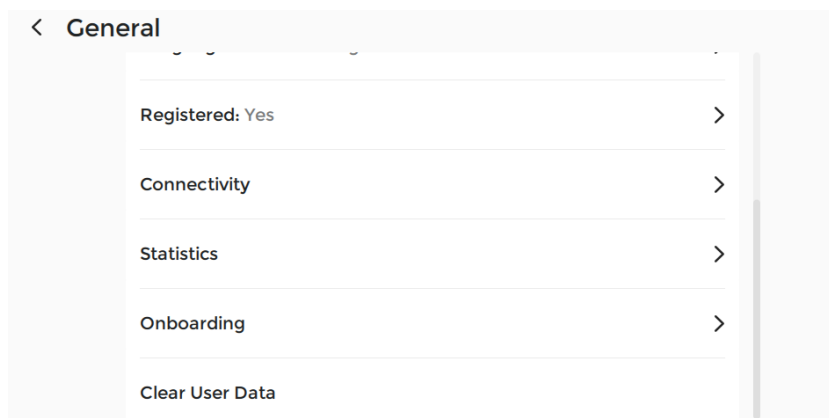 General
Registered: Yes
Connectivity
Statistics
Onboarding
Clear User Data